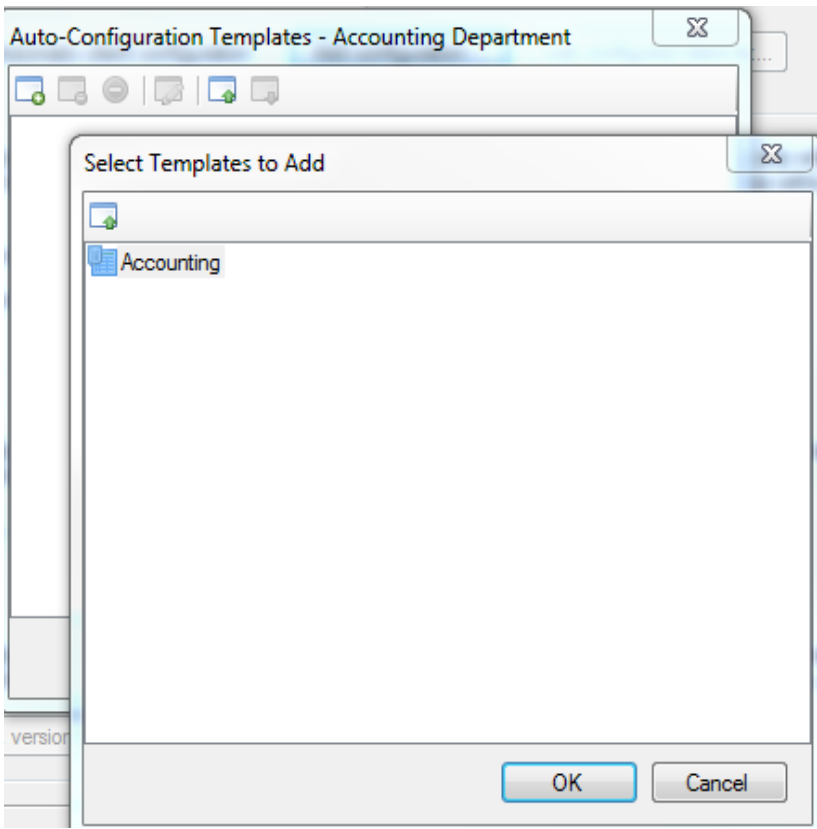 Auto-Configuration Templates - Accounting Department
...
Select Templates to Add
Accounting
version
OK
Cancel